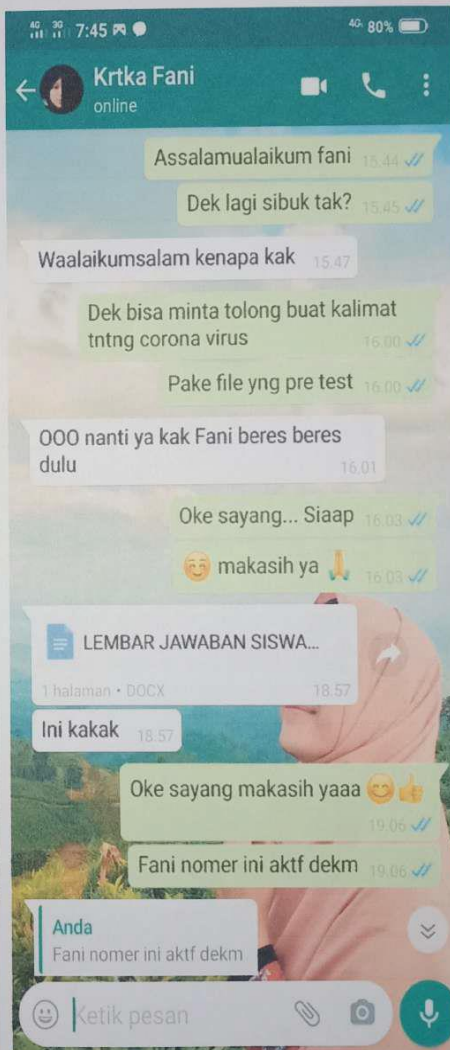 4G 3G 7:45 4G 80%
Krtka Fani
online
Assalamualaikum fani 15.44
Dek lagi sibuk tak? 15.45
Waalaikumsalam kenapa kak 15.47
Dek bisa minta tolong buat kalimat
tntng corona virus 16.00
Pake file yng pre test 16.00
OOO nanti ya kak Fani beres beres
dulu 16.01
Oke sayang... Siaap 16.03
☺️ makasih ya 🙏 16.03
LEMBAR JAWABAN SISWA...
1 halaman • DOCX 18.57
Ini kakak 18.57
Oke sayang makasih yaaa 😊👍
19.06
Fani nomer ini aktf dekm 19.06
Anda
Fani nomer ini aktf dekm
Ketik pesan